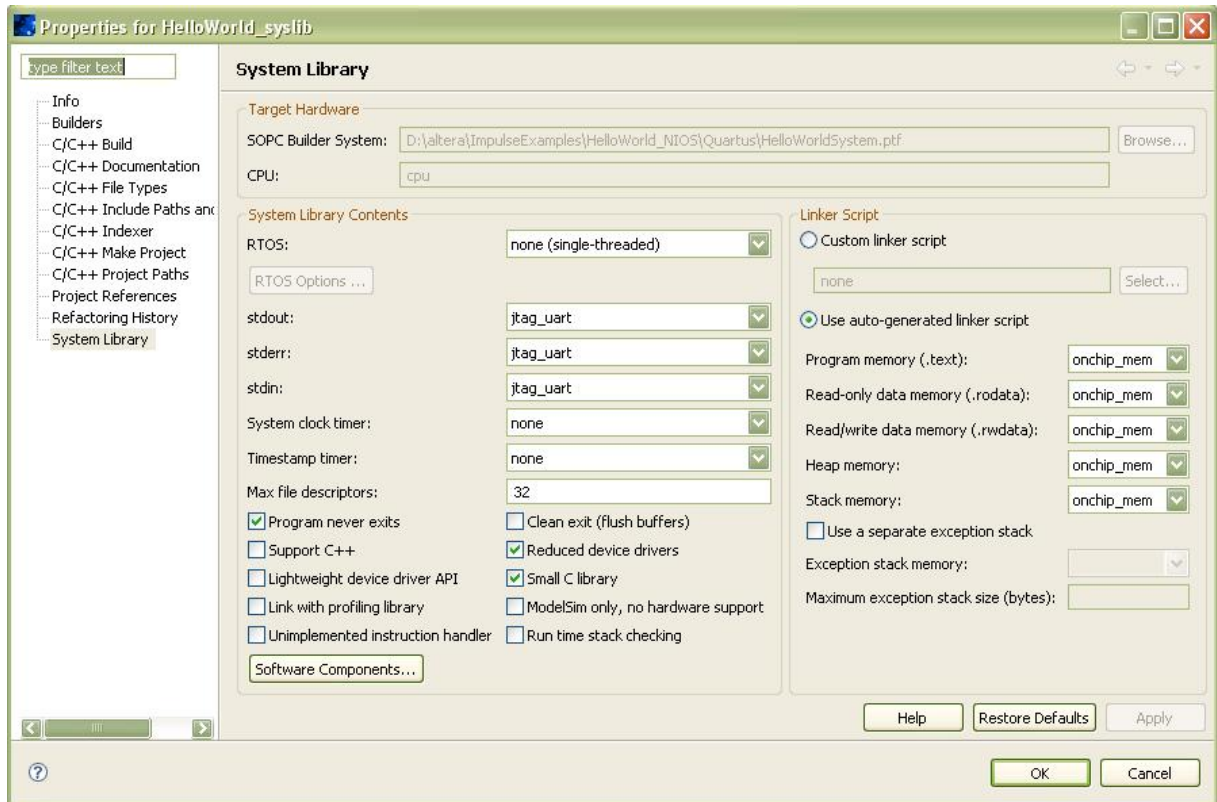 Properties for HelloWorld_syslib
type filter text
Info
Builders
C/C++ Build
C/C++ Documentation
C/C++ File Types
C/C++ Include Paths and
C/C++ Indexer
C/C++ Make Project
C/C++ Project Paths
Project References
Refactoring History
System Library
System Library
Target Hardware
SOPC Builder System: D:\altera\ImpulseExamples\HelloWorld_NIOS\Quartus\HelloWorldSystem.ptf Browse...
CPU: cpu
System Library Contents
RTOS: none (single-threaded)
RTOS Options ...
stdout: jtag_uart
stderr: jtag_uart
stdin: jtag_uart
System clock timer: none
Timestamp timer: none
Max file descriptors: 32
Program never exits Clean exit (flush buffers)
Support C++ Reduced device drivers
Lightweight device driver API Small C library
Link with profiling library ModelSim only, no hardware support
Unimplemented instruction handler Run time stack checking
Software Components...
Linker Script
Custom linker script
none Select...
Use auto-generated linker script
Program memory (.text): onchip_mem
Read-only data memory (.rodata): onchip_mem
Read/write data memory (.rwdata): onchip_mem
Heap memory: onchip_mem
Stack memory: onchip_mem
Use a separate exception stack
Exception stack memory:
Maximum exception stack size (bytes):
Help Restore Defaults Apply
? OK Cancel